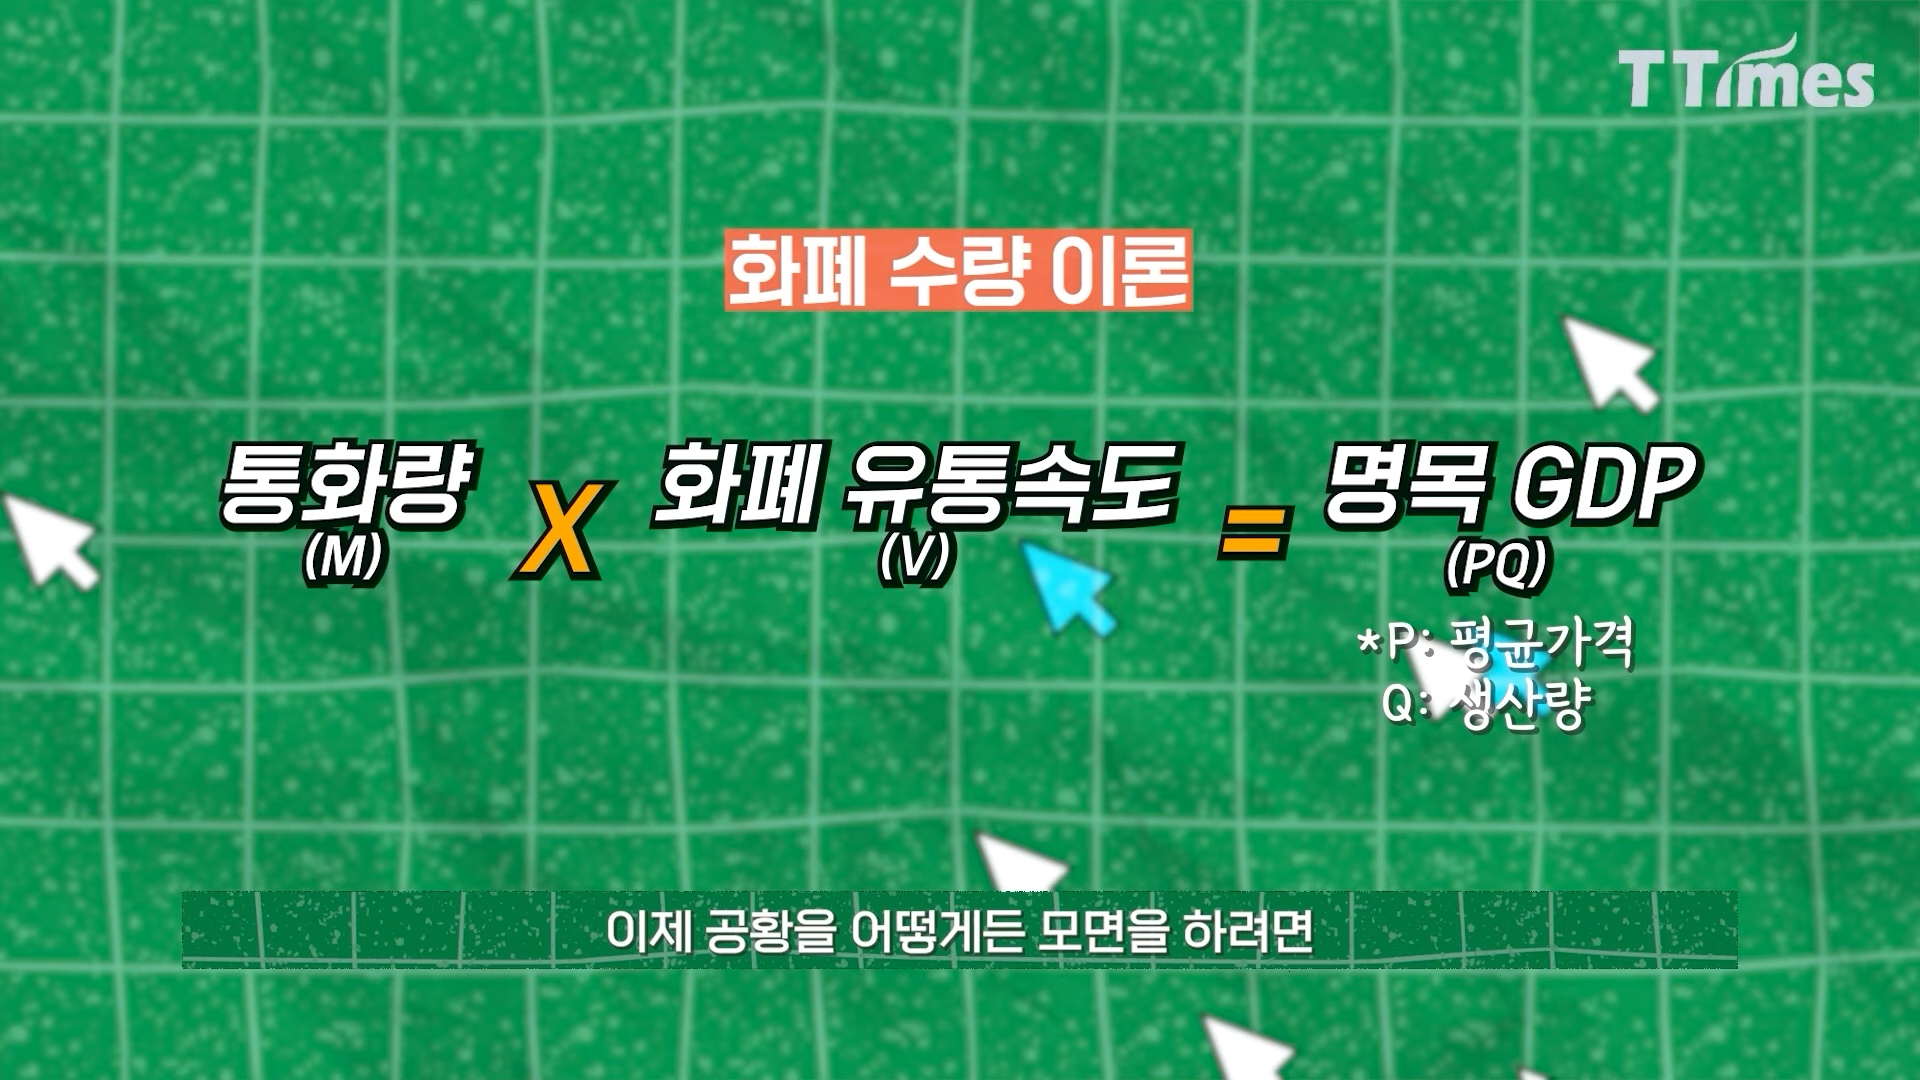 TTimes
화폐 수량 이론
통화량 X 화폐 유통속도 = 명목 GDP
(M) (V) (PQ)
*P: 평균가격
Q: 생산량
이제 공황을 어떻게든 모면을 하려면